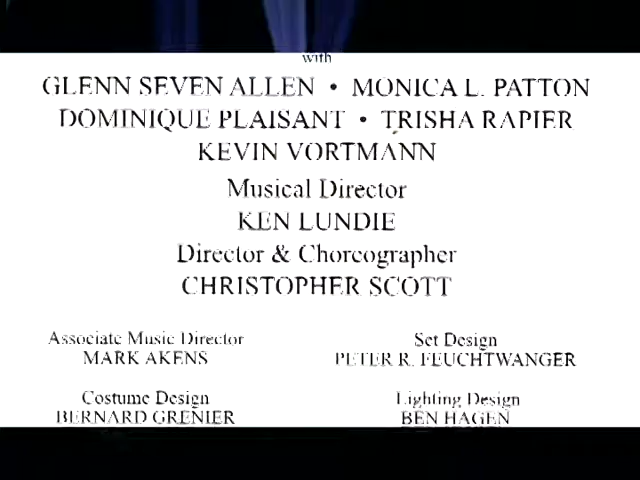 with
GLENN SEVEN ALLEN • MONICA L. PATTON
DOMINIQUE PLAISANT • TRISHA RAPIER
KEVIN VORTMANN
Musical Director
KEN LUNDIE
Director & Choreographer
CHRISTOPHER SCOTT
Associate Music Director
MARK AKENS
Set Design
PETER R. FEUCHTWANGER
Costume Design
BERNARD GRENIER
Lighting Design
BEN HAGEN